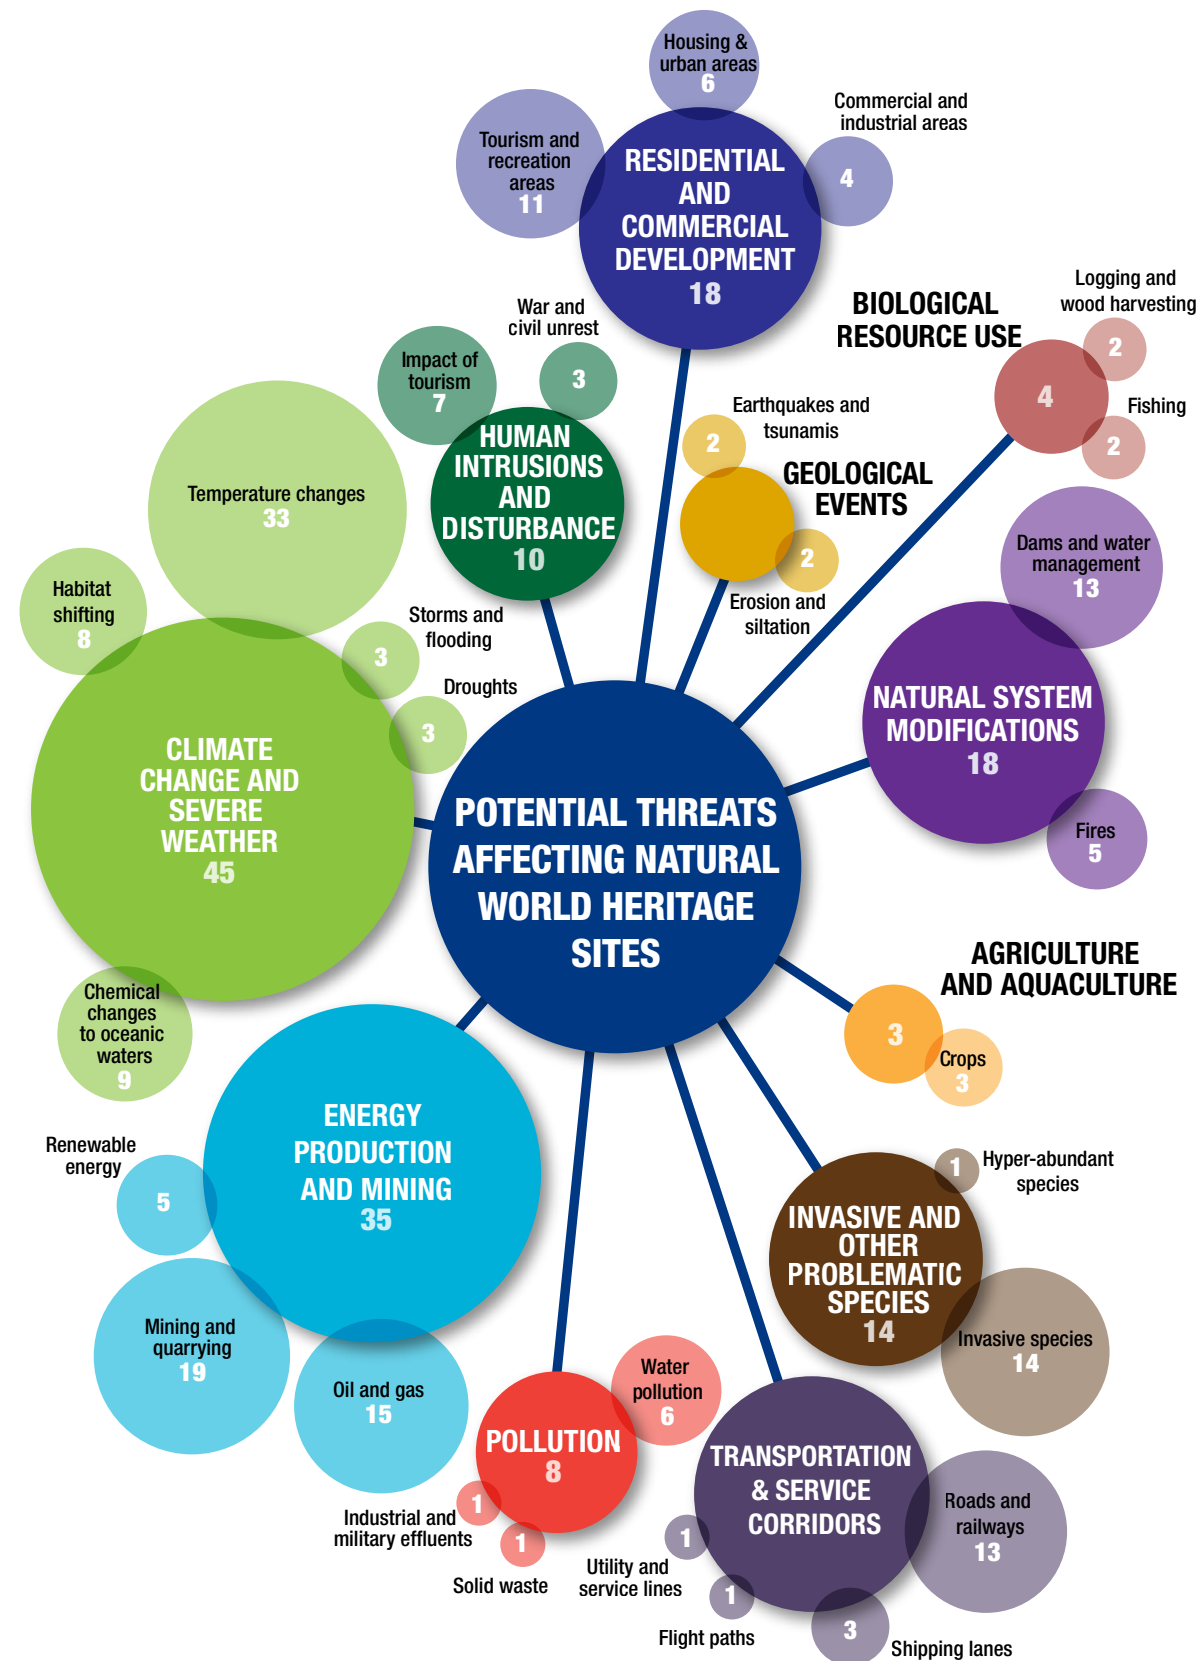 Housing &
urban areas
6
Commercial and
industrial areas
4
Tourism and
recreation
areas
11
RESIDENTIAL
AND
COMMERCIAL
DEVELOPMENT
18
BIOLOGICAL
RESOURCE USE
4
Logging and
wood harvesting
2
Fishing
2
War and
civil unrest
3
Impact of
tourism
7
HUMAN
INTRUSIONS
AND
DISTURBANCE
10
Earthquakes and
tsunamis
2
GEOLOGICAL
EVENTS
2
Erosion and
siltation
Dams and water
management
13
NATURAL SYSTEM
MODIFICATIONS
18
Fires
5
Temperature changes
33
Habitat
shifting
8
Storms and
flooding
3
Droughts
3
CLIMATE
CHANGE AND
SEVERE
WEATHER
45
Chemical
changes
to oceanic
waters
9
POTENTIAL THREATS
AFFECTING NATURAL
WORLD HERITAGE
SITES
AGRICULTURE
AND AQUACULTURE
3
Crops
3
ENERGY
PRODUCTION
AND MINING
35
Renewable
energy
5
Mining and
quarrying
19
Oil and gas
15
1
Hyper-abundant
species
INVASIVE AND
OTHER
PROBLEMATIC
SPECIES
14
Invasive species
14
Water
pollution
6
POLLUTION
8
1
Industrial and
military effluents
1
Solid waste
TRANSPORTATION
& SERVICE
CORRIDORS
Roads and
railways
13
1
Utility and
service lines
1
Flight paths
3
Shipping lanes